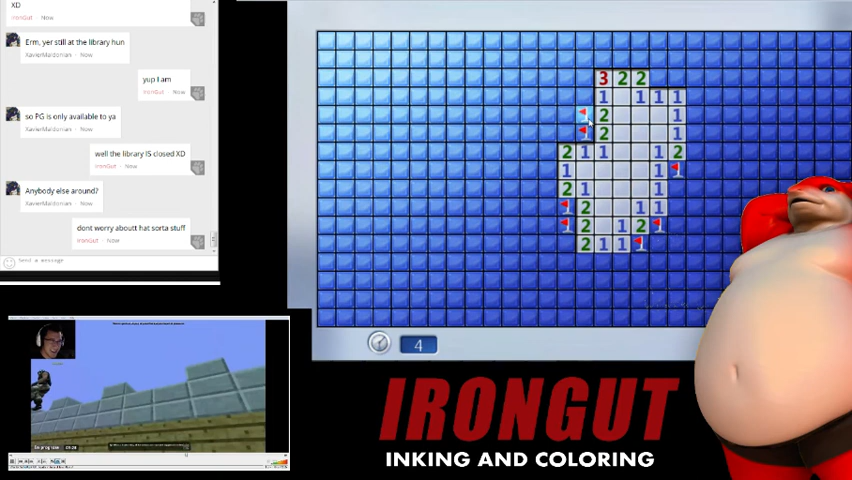 XD
IronGut • Now
Erm, yer still at the library hun
XavierMaldonian • Now
yup I am
IronGut • Now
so PG is only available to ya
XavierMaldonian • Now
well the library IS closed XD
IronGut • Now
Anybody else around?
XavierMaldonian • Now
dont worry aboutt hat sorta stuff
IronGut • Now
Send a message
3 2 2
1 1 1 1
2 1
2 1
2 1 1 1 2
1 1
2 1 1
2 1 1
2 1 2
2 1 1
4
IRONGUT
INKING AND COLORING